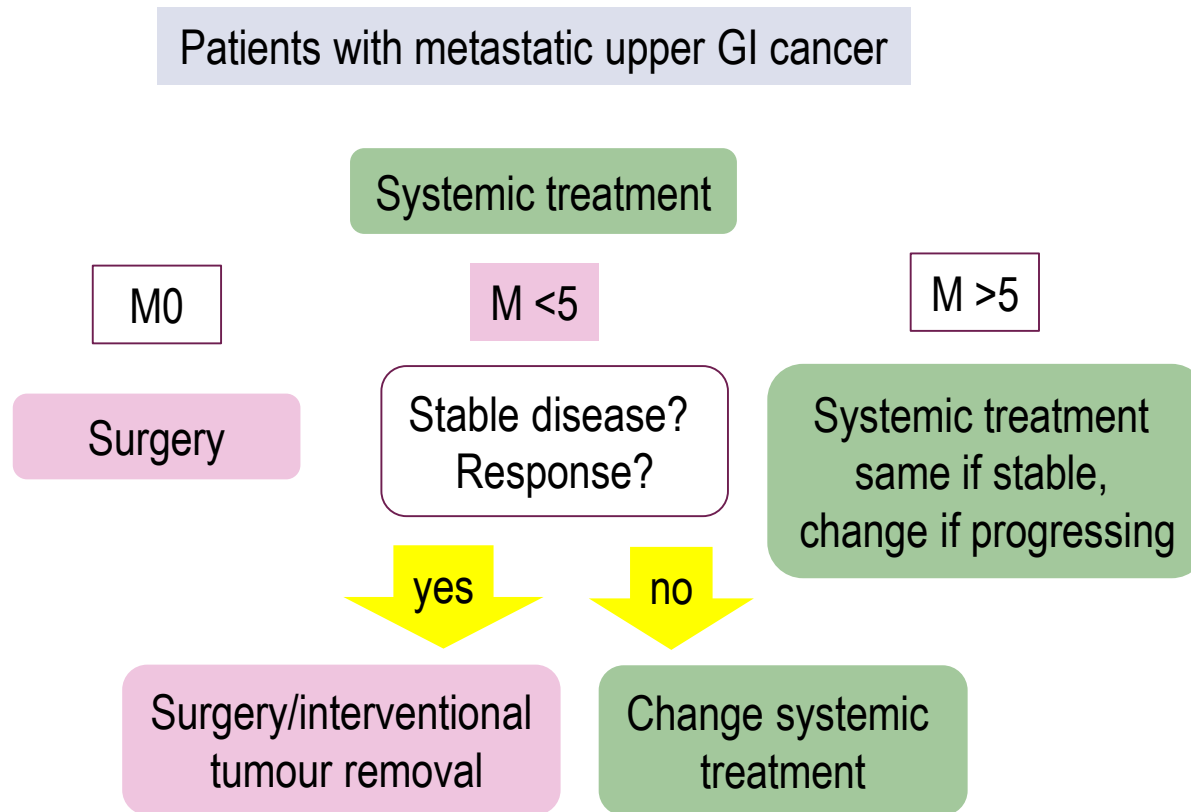 Patients with metastatic upper GI cancer
Systemic treatment
M0
M <5
M >5
Surgery
Stable disease?
Response?
Systemic treatment
same if stable,
change if progressing
yes
no
Surgery/interventional
tumour removal
Change systemic
treatment